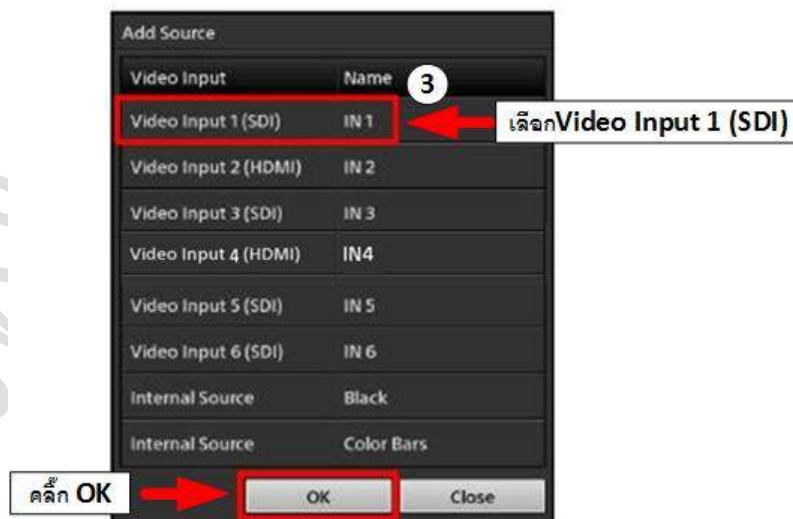 Add Source
Video Input Name 3
Video Input 1 (SDI) IN 1
เลือกVideo Input 1 (SDI)
Video Input 2 (HDMI) IN 2
Video Input 3 (SDI) IN 3
Video Input 4 (HDMI) IN4
Video Input 5 (SDI) IN 5
Video Input 6 (SDI) IN 6
Internal Source Black
Internal Source Color Bars
คลิ๊ก OK OK Close